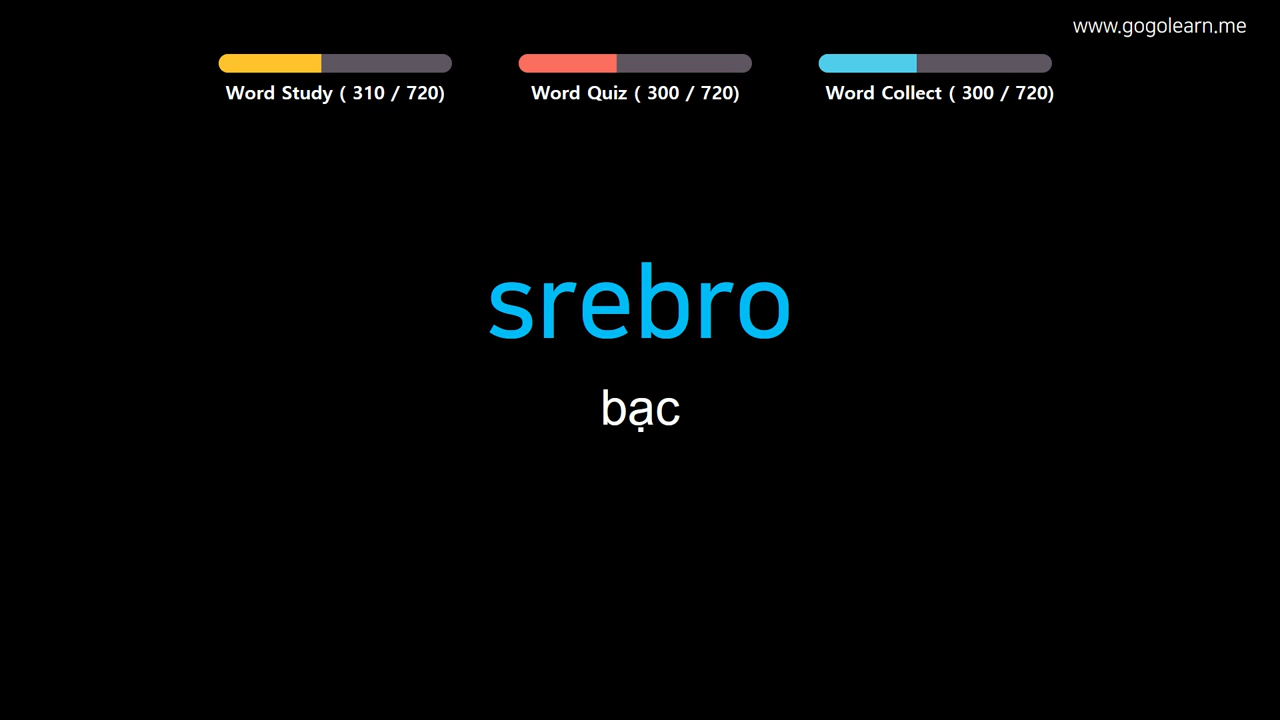 www.gogolearn.me
Word Study ( 310 / 720)
Word Quiz ( 300 / 720)
Word Collect ( 300 / 720)
srebro
bạc